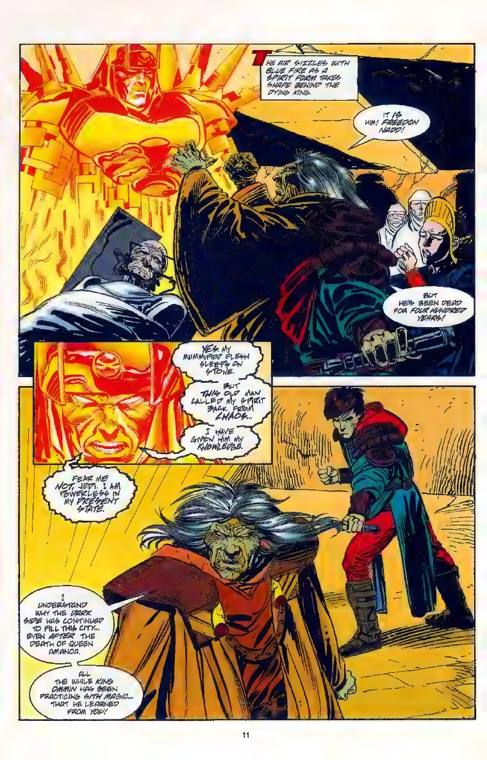 THE AIR SIZZLES WITH
BLUE FIRE AS A
SPIRIT FORM TAKES
SHAPE BEHIND THE
DYING KING.
IT IS
HIM! FREEDON
NADD!
BUT
HE'S BEEN DEAD
FOR FOUR HUNDRED
YEARS!
YES, MY
MUMMIFIED FLESH
SLEEPS ON
STONE.
BUT
THIS OLD MAN
CALLED MY SPIRIT
BACK FROM
CHAOS...
I HAVE
GIVEN HIM MY
KNOWLEDGE.
FEAR ME
NOT, JEDI. I AM
POWERLESS IN
MY PRESENT
STATE.
I
UNDERSTAND
WHY THE DARK
SIDE HAS CONTINUED
TO FILL THIS CITY...
EVEN AFTER THE
DEATH OF QUEEN
AMANOA.
ALL
THE WHILE KING
OMMIN HAS BEEN
PRACTICING SITH MAGIC...
THAT HE LEARNED
FROM YOU!
11